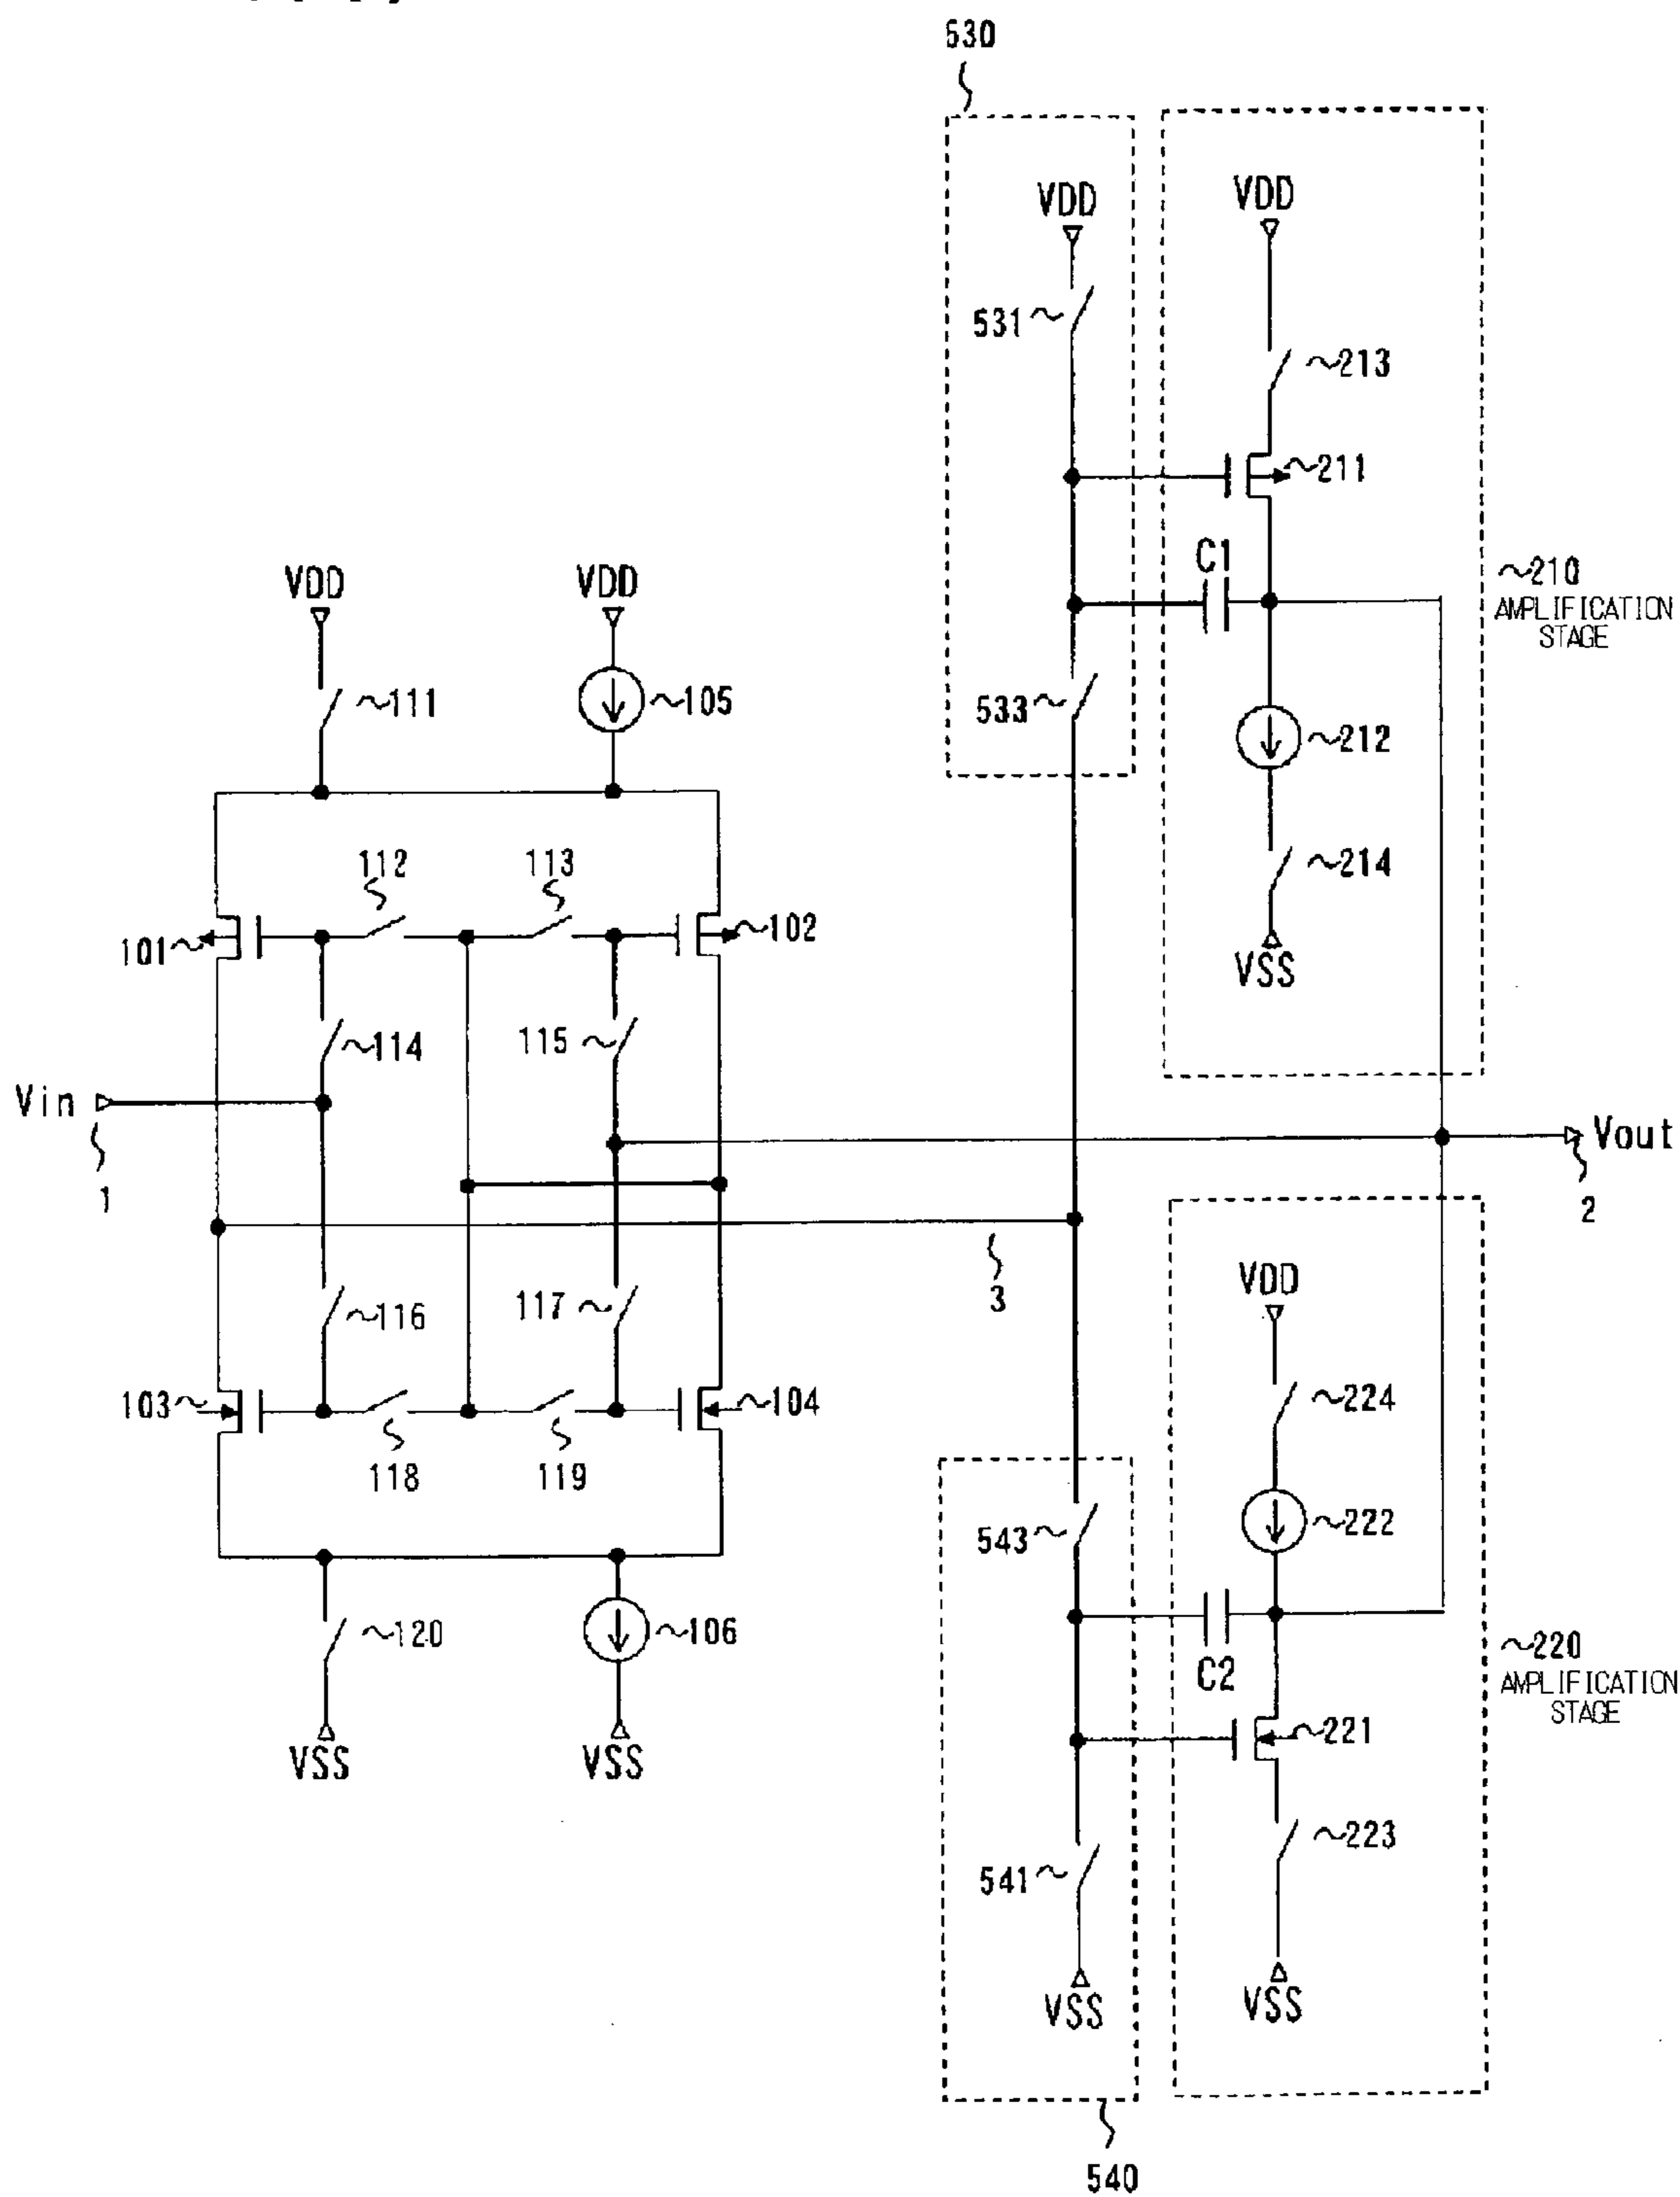 530
VDD
VDD
531
213
211
C1
210
AMPLIFICATION
STAGE
VDD
VDD
111
105
533
212
112
113
214
101
102
VSS
114
115
Vin
Vout
1
2
3
116
117
VDD
103
104
224
118
119
543
222
120
106
C2
220
AMPLIFICATION
STAGE
221
VSS
VSS
223
541
VSS
VSS
540